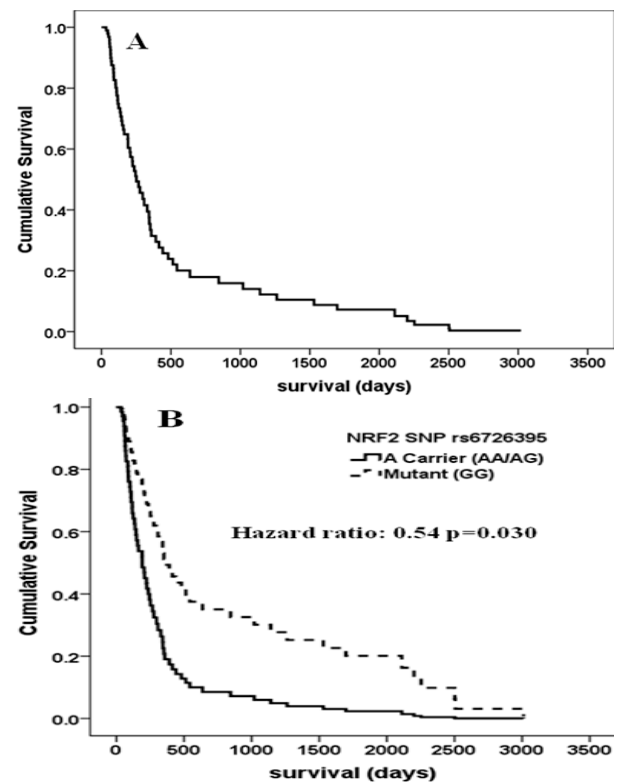 A
Cumulative Survival
1.0
0.8
0.6
0.4
0.2
0.0
0 500 1000 1500 2000 2500 3000 3500
survival (days)
B
NRF2 SNP rs6726395
A Carrier (AA/AG)
Mutant (GG)
Hazard ratio: 0.54 p=0.030
Cumulative Survival
1.0
0.8
0.6
0.4
0.2
0.0
0 500 1000 1500 2000 2500 3000 3500
survival (days)